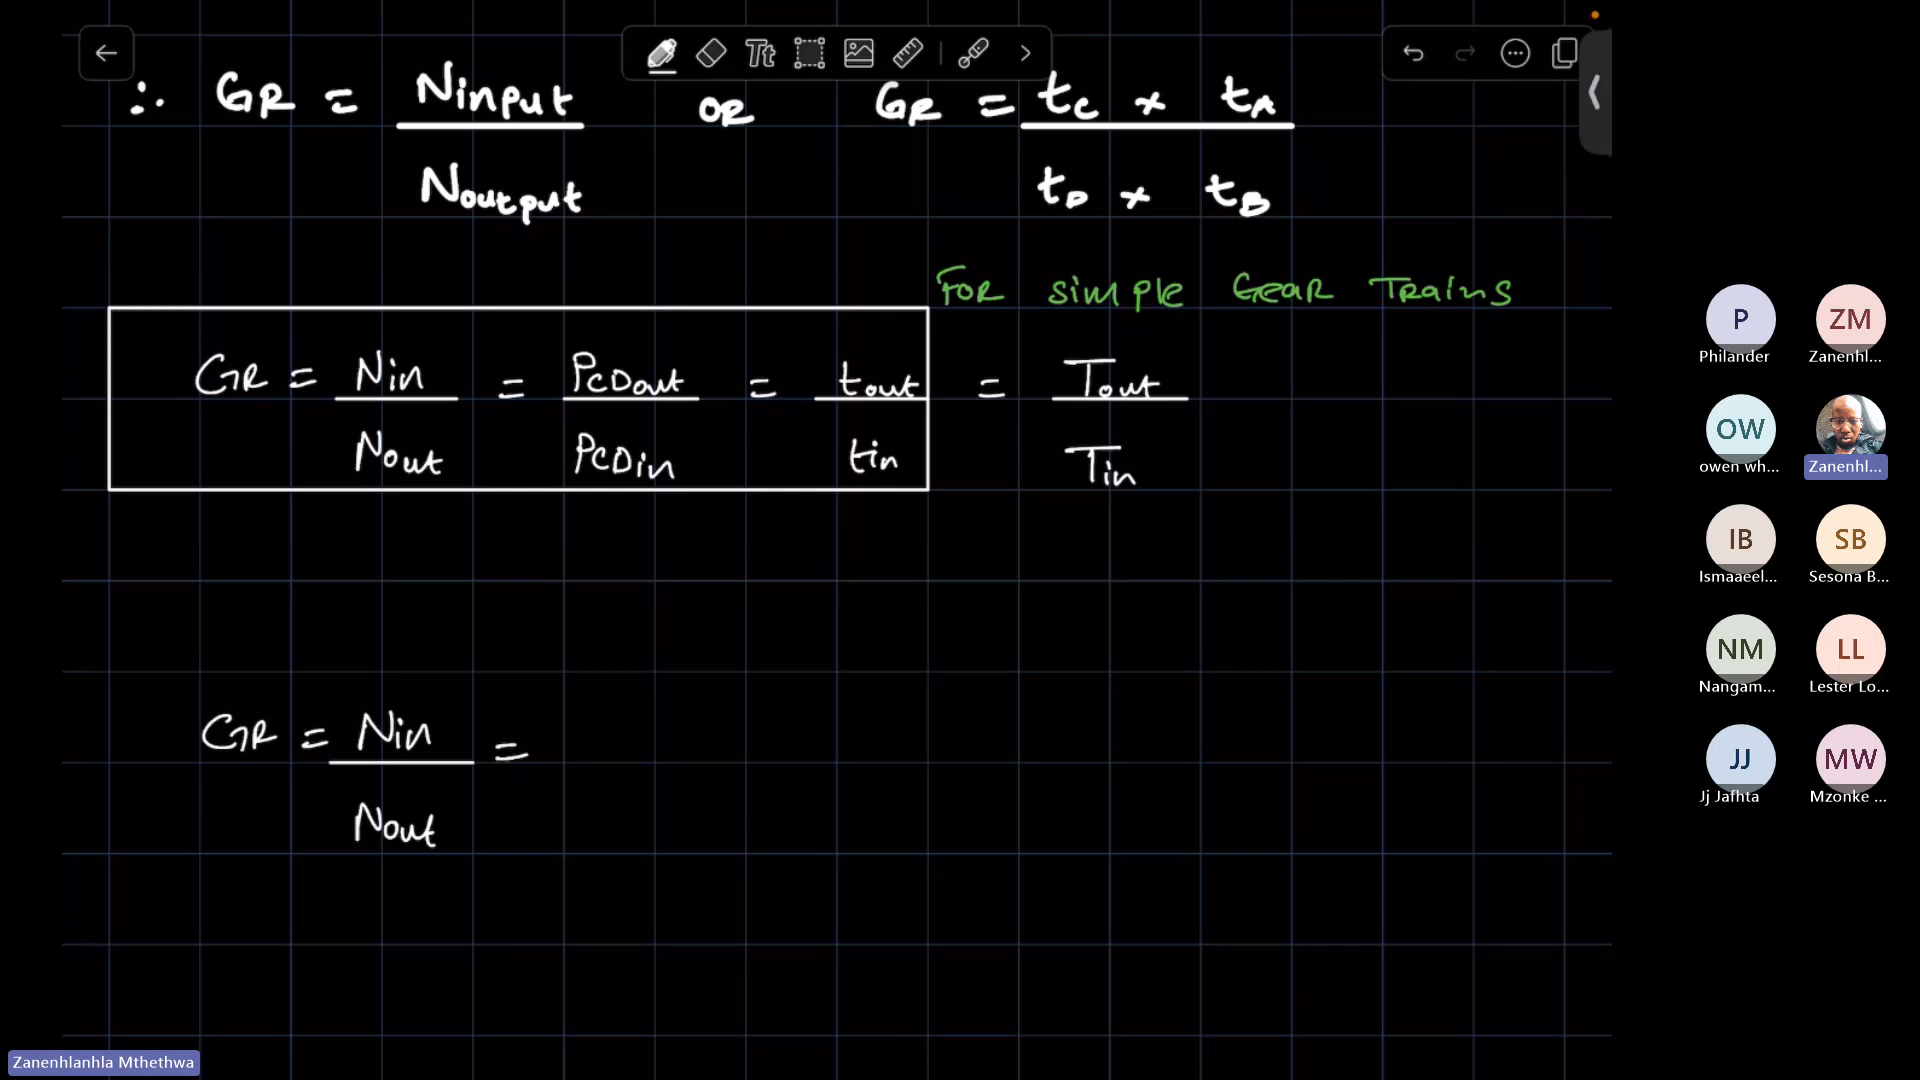 ∴ GR = Ninput / Noutput OR GR = tC × tA / tD × tB
For simple Gear Trains
GR = Nin / Nout = PCDout / PCDin = tout / tin = Tout / Tin
GR = Nin / Nout =
Tt
P
Philander
ZM
Zanenhl...
OW
owen wh...
Zanenhl...
IB
Ismaaeel...
SB
Sesona B...
NM
Nangam...
LL
Lester Lo...
JJ
Jj Jafhta
MW
Mzonke ...
Zanenhlanhla Mthethwa